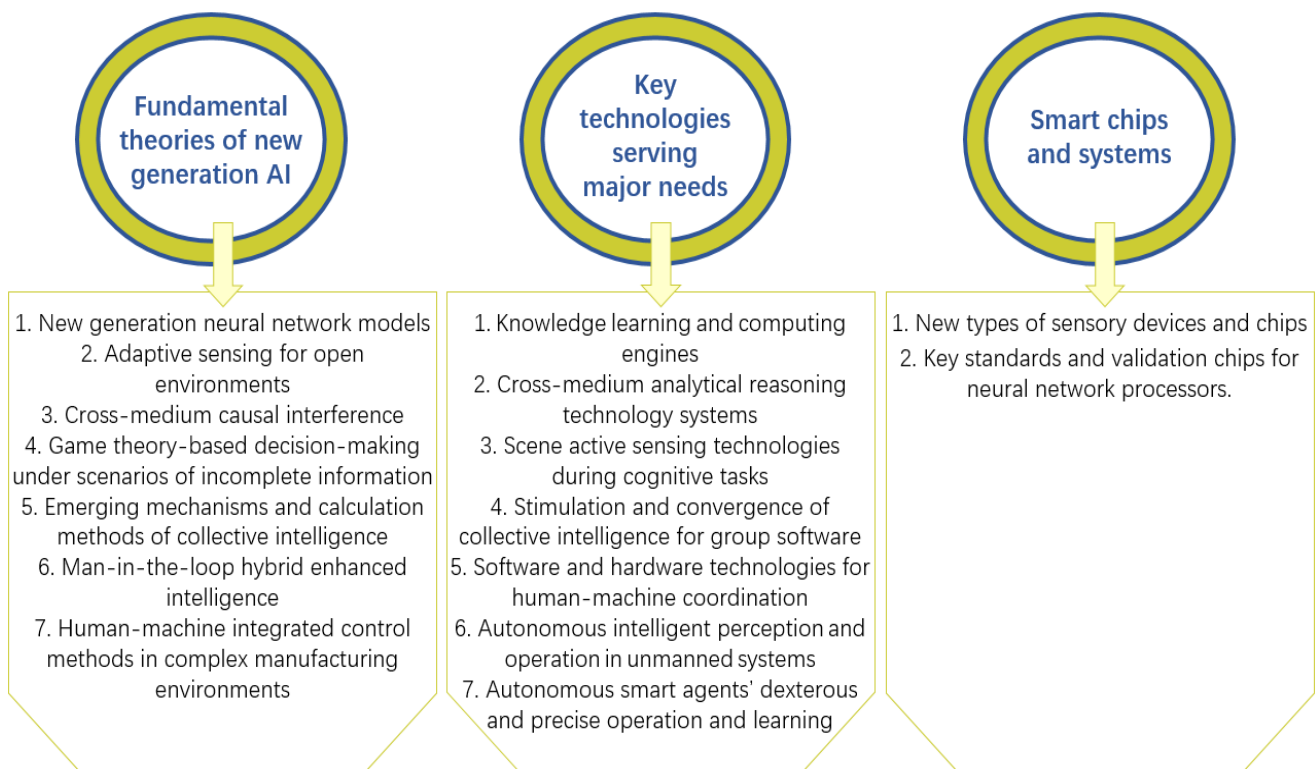 Fundamental
theories of new
generation AI
1. New generation neural network models
2. Adaptive sensing for open
environments
3. Cross-medium causal interference
4. Game theory-based decision-making
under scenarios of incomplete information
5. Emerging mechanisms and calculation
methods of collective intelligence
6. Man-in-the-loop hybrid enhanced
intelligence
7. Human-machine integrated control
methods in complex manufacturing
environments
Key
technologies
serving
major needs
1. Knowledge learning and computing
engines
2. Cross-medium analytical reasoning
technology systems
3. Scene active sensing technologies
during cognitive tasks
4. Stimulation and convergence of
collective intelligence for group software
5. Software and hardware technologies for
human-machine coordination
6. Autonomous intelligent perception and
operation in unmanned systems
7. Autonomous smart agents' dexterous
and precise operation and learning
Smart chips
and systems
1. New types of sensory devices and chips
2. Key standards and validation chips for
neural network processors.